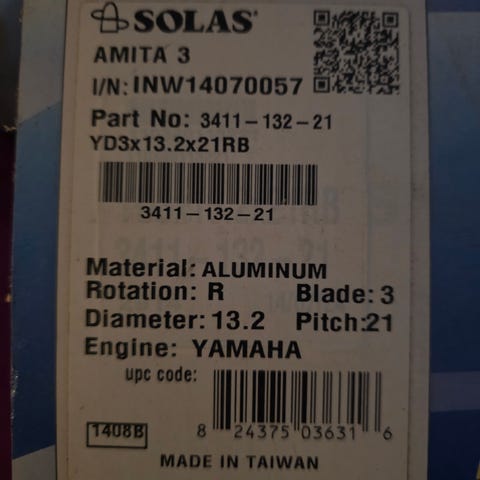 SOLAS
AMITA 3
I/N: INW14070057
Part No: 3411-132-21
YD3x13.2x21RB
3411-132-21
Material: ALUMINUM
Rotation: R Blade: 3
Diameter: 13.2 Pitch:21
Engine: YAMAHA
upc code:
8 24375 03631 6
1408B
MADE IN TAIWAN